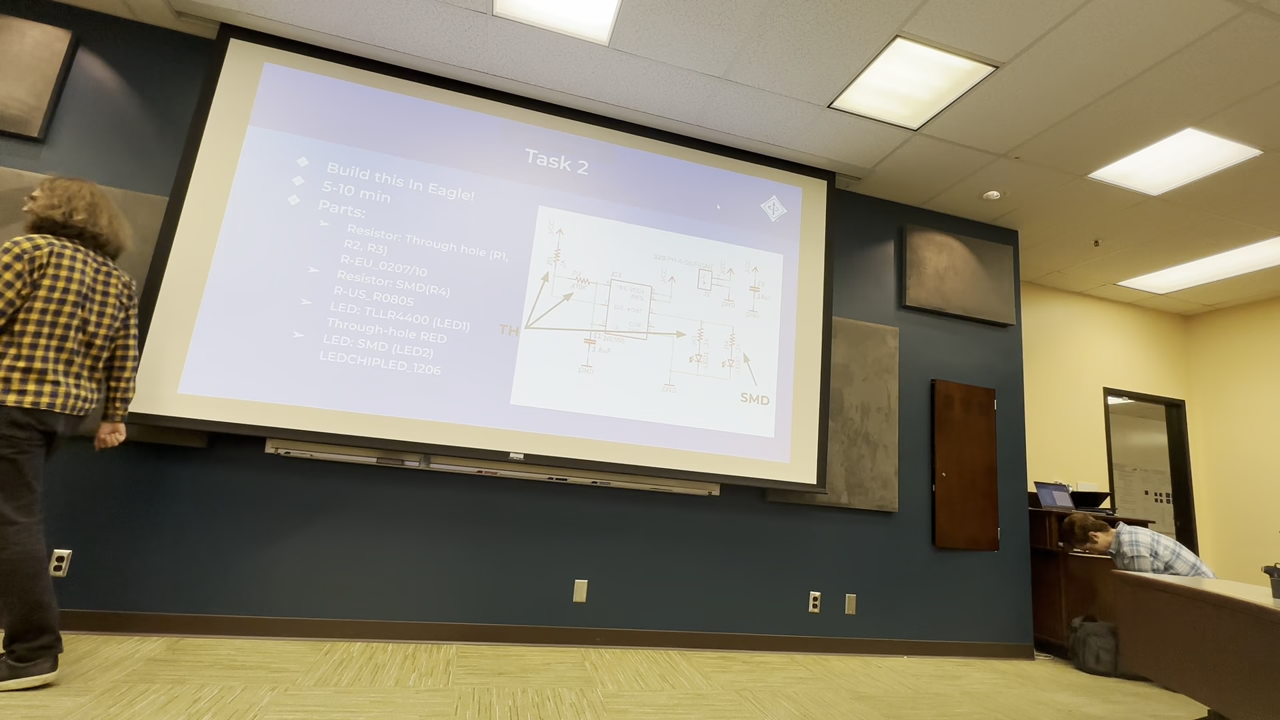 Task 2
Build this in Eagle!
5-10 min
Parts:
Resistor: Through hole (R1,
R2, R3)
R-EU_0207/10
Resistor: SMD(R4)
R-US_R0805
LED: TLLR4400 (LED1)
Through-hole RED
LED: SMD (LED2)
LEDCHIPLED_1206
TH
SMD